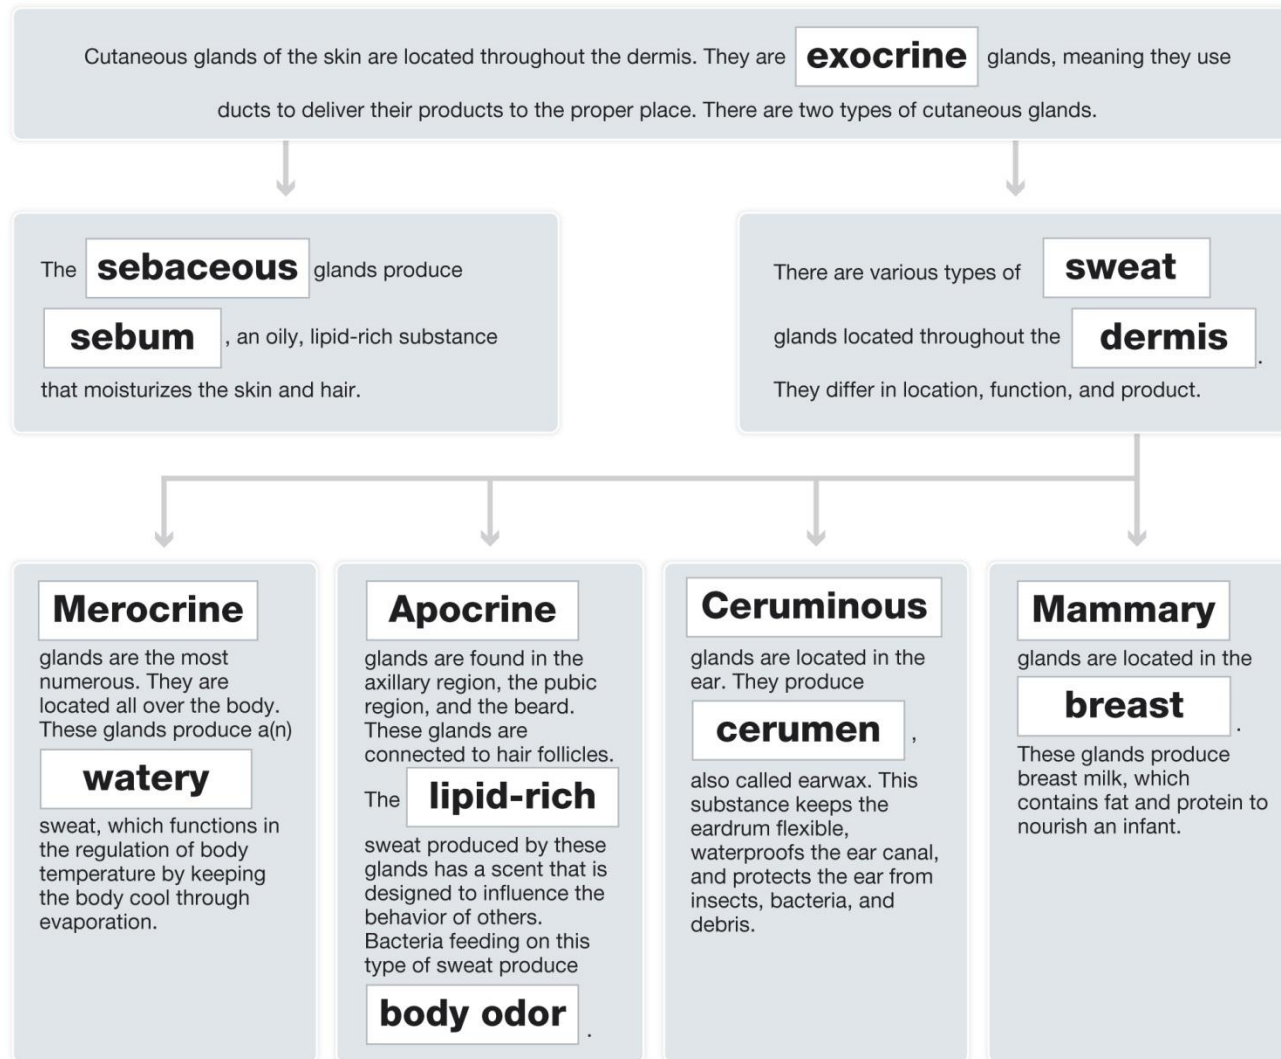 Cutaneous glands of the skin are located throughout the dermis. They are exocrine glands, meaning they use
ducts to deliver their products to the proper place. There are two types of cutaneous glands.
The sebaceous glands produce
sebum , an oily, lipid-rich substance
that moisturizes the skin and hair.
There are various types of sweat
glands located throughout the dermis .
They differ in location, function, and product.
Merocrine
glands are the most
numerous. They are
located all over the body.
These glands produce a(n)
watery
sweat, which functions in
the regulation of body
temperature by keeping
the body cool through
evaporation.
Apocrine
glands are found in the
axillary region, the pubic
region, and the beard.
These glands are
connected to hair follicles.
The lipid-rich
sweat produced by these
glands has a scent that is
designed to influence the
behavior of others.
Bacteria feeding on this
type of sweat produce
body odor .
Ceruminous
glands are located in the
ear. They produce
cerumen ,
also called earwax. This
substance keeps the
eardrum flexible,
waterproofs the ear canal,
and protects the ear from
insects, bacteria, and
debris.
Mammary
glands are located in the
breast .
These glands produce
breast milk, which
contains fat and protein to
nourish an infant.